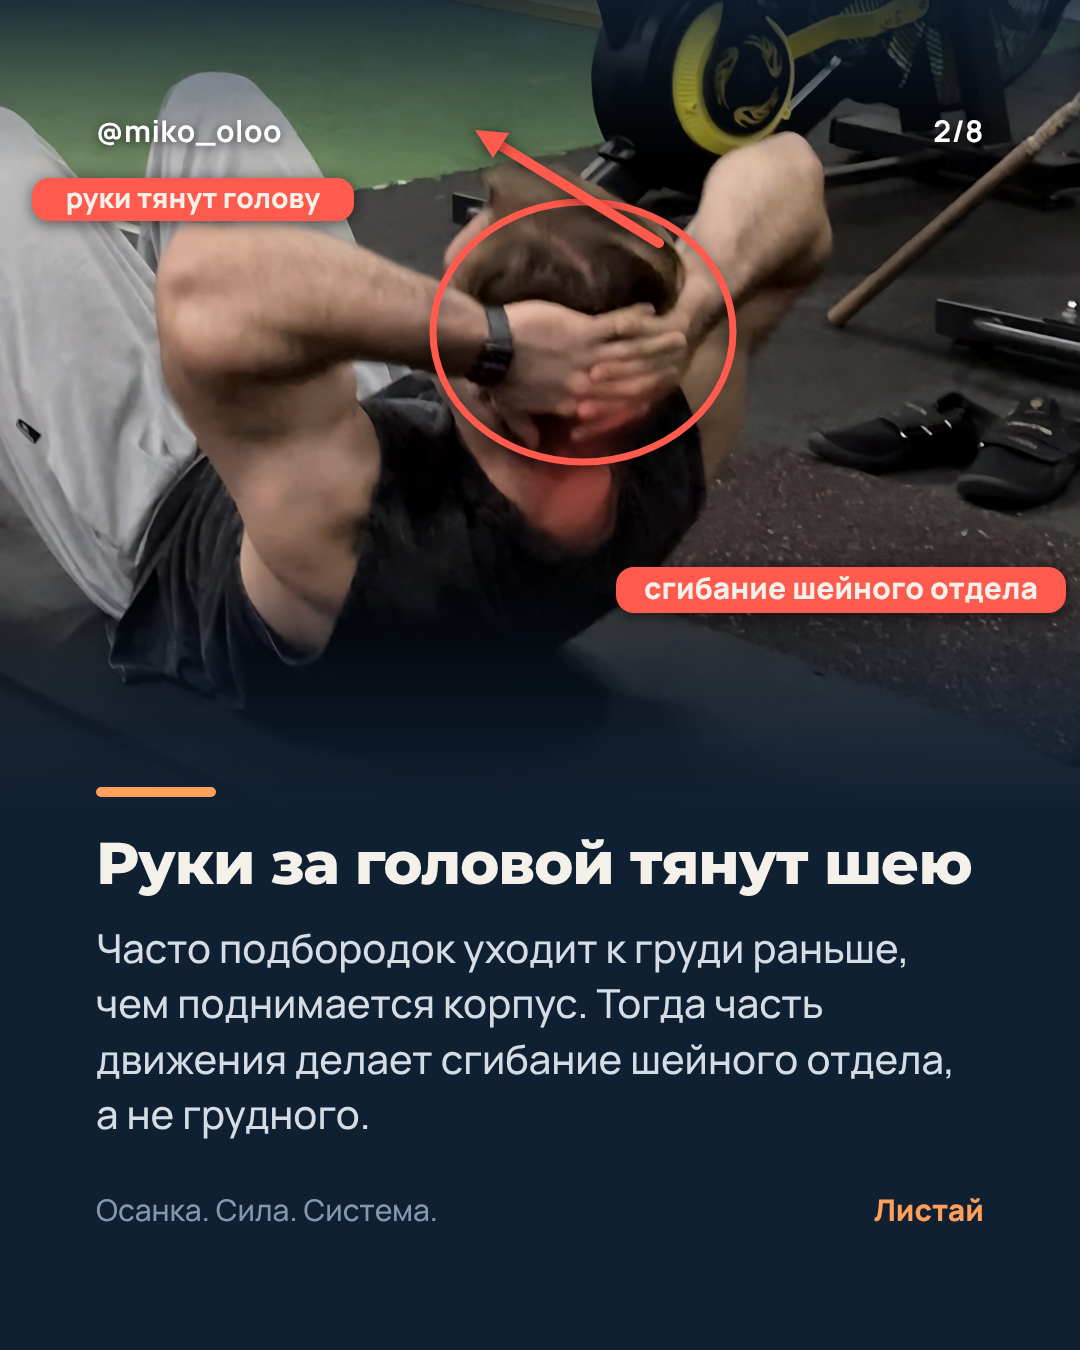 @miko_oloo
2/8
руки тянут голову
сгибание шейного отдела
Руки за головой тянут шею
Часто подбородок уходит к груди раньше,
чем поднимается корпус. Тогда часть
движения делает сгибание шейного отдела,
а не грудного.
Осанка. Сила. Система.
Листай